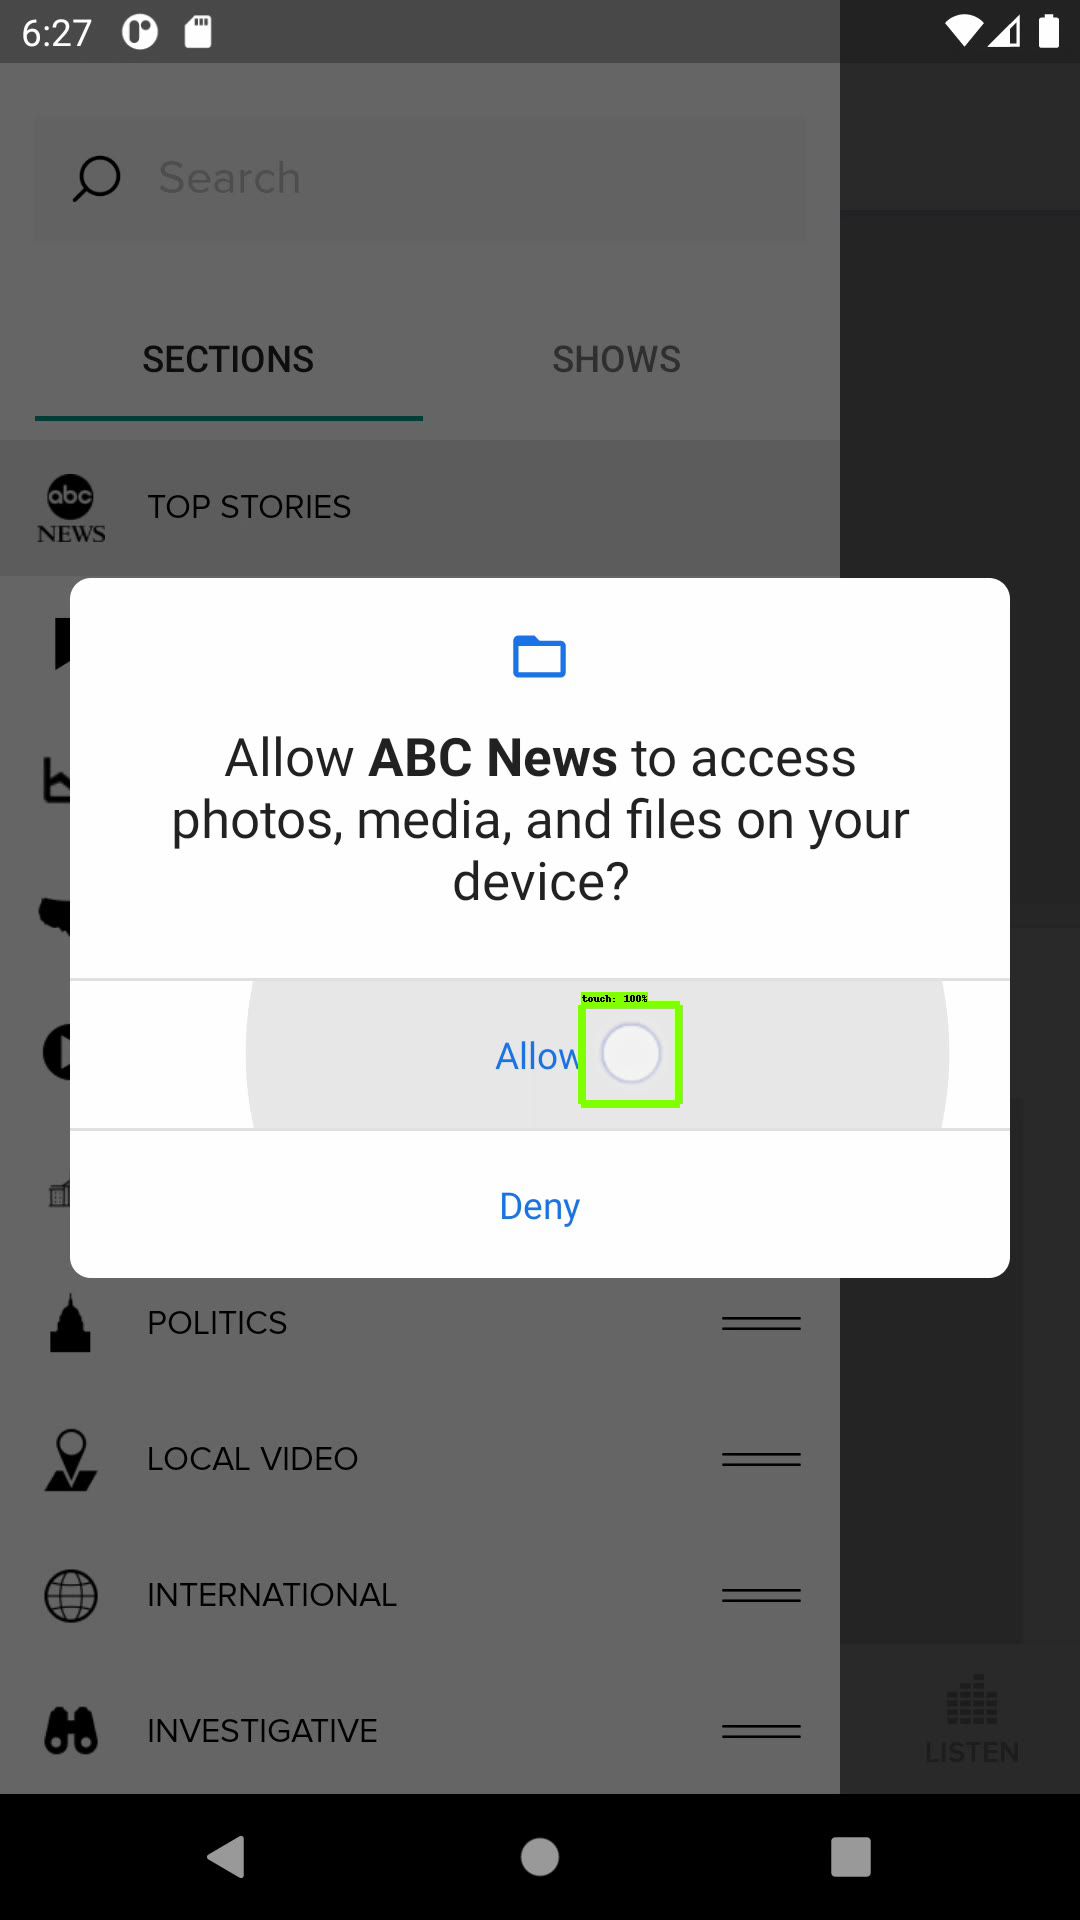 6:27
Search
SECTIONS
SHOWS
abc
NEWS
TOP STORIES
Allow ABC News to access
photos, media, and files on your
device?
touch: 100%
Allow
Deny
POLITICS
LOCAL VIDEO
INTERNATIONAL
INVESTIGATIVE
LISTEN